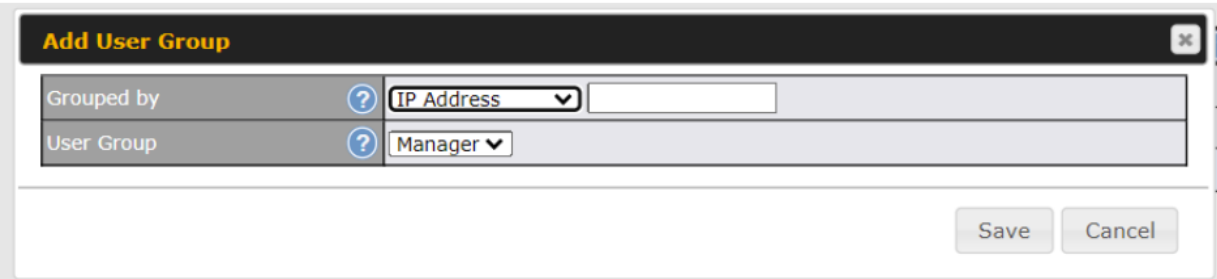 Add User Group
Grouped by ? IP Address
User Group ? Manager
Save Cancel